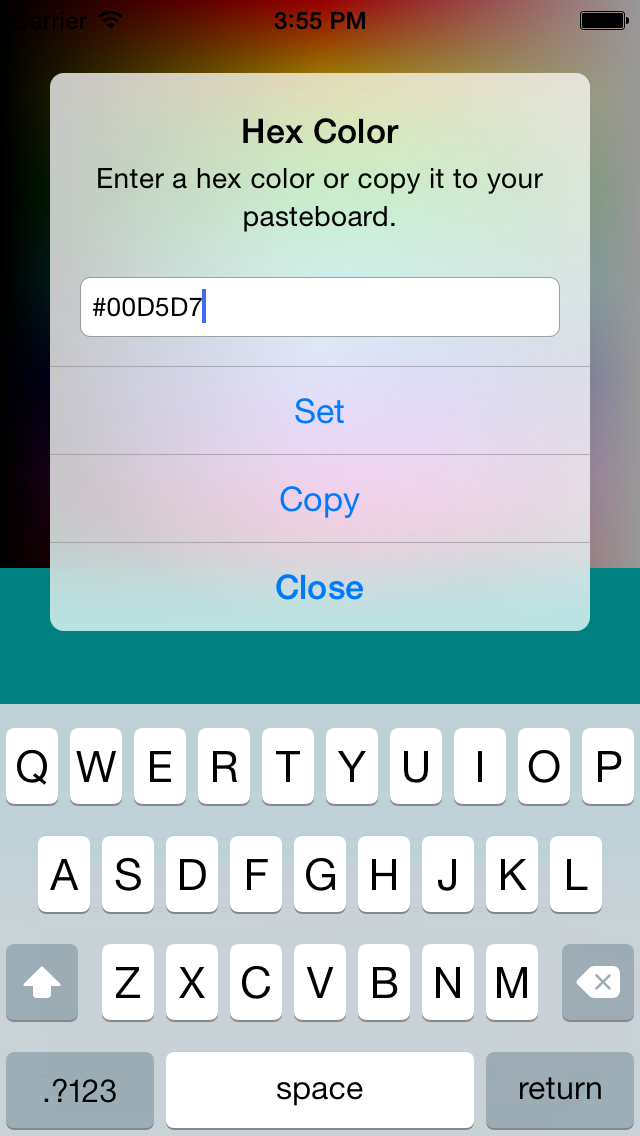 Carrier 3:55 PM
Hex Color
Enter a hex color or copy it to your
pasteboard.
#00D5D7
Set
Copy
Close
Q W E R T Y U I O P
A S D F G H J K L
Z X C V B N M
.?123 space return